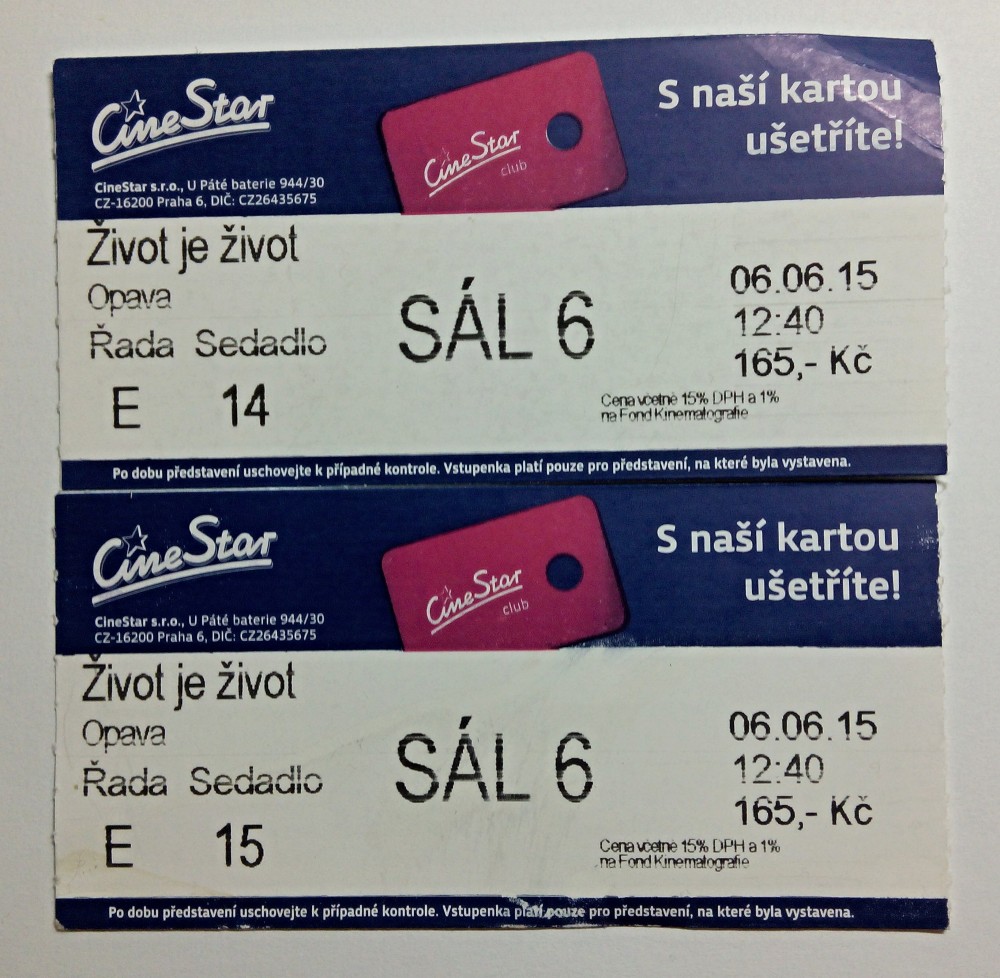 CineStar
CineStar club
S naší kartou
ušetříte!
CineStar s.r.o., U Páté baterie 944/30
CZ-16200 Praha 6, DIČ: CZ26435675
Život je život
Opava
Řada Sedadlo
E 14
SÁL 6
06.06.15
12:40
165,- Kč
Cena včetně 15% DPH a 1%
na Fond Kinematografie
Po dobu představení uschovejte k případné kontrole. Vstupenka platí pouze pro představení, na které byla vystavena.
CineStar
CineStar club
S naší kartou
ušetříte!
CineStar s.r.o., U Páté baterie 944/30
CZ-16200 Praha 6, DIČ: CZ26435675
Život je život
Opava
Řada Sedadlo
E 15
SÁL 6
06.06.15
12:40
165,- Kč
Cena včetně 15% DPH a 1%
na Fond Kinematografie
Po dobu představení uschovejte k případné kontrole. Vstupenka platí pouze pro představení, na které byla vystavena.